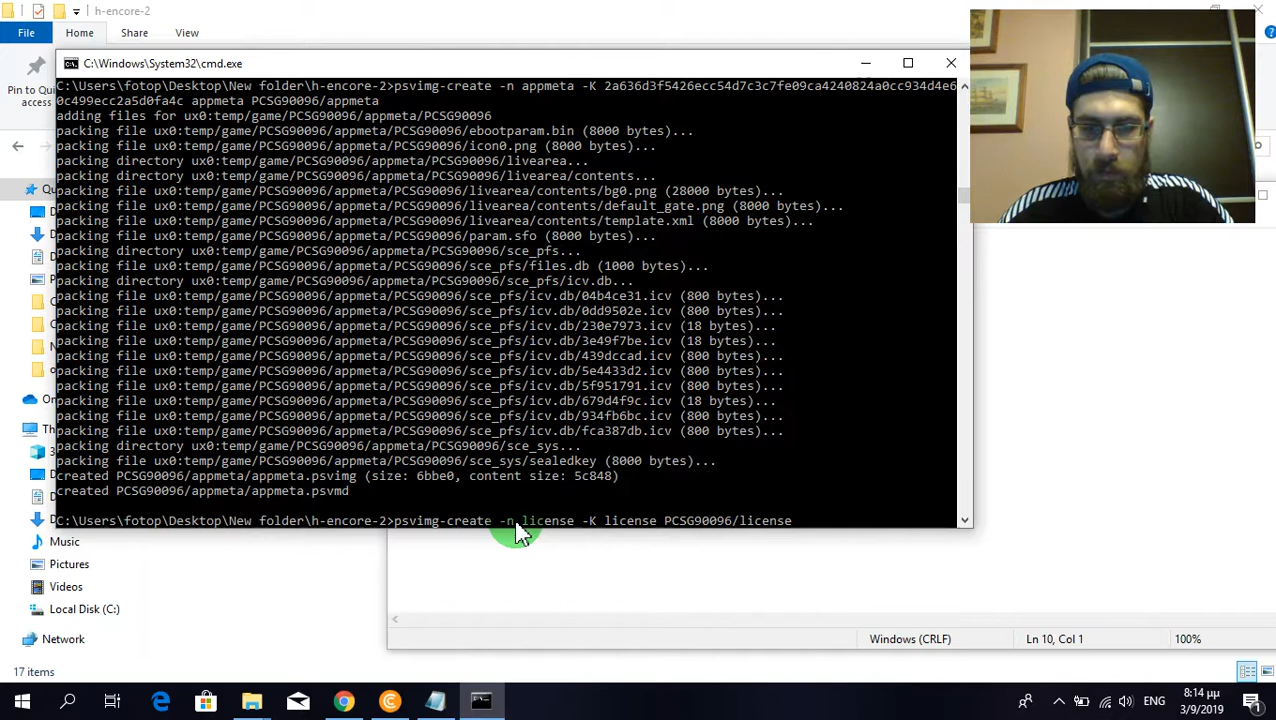 h-encore-2
File
Home
Share
View
Pin to Quick
access
C:\Windows\System32\cmd.exe
C:\Users\fotop\Desktop\New folder\h-encore-2>psvimg-create -n appmeta -K 2a636d3f5426ecc54d7c3c7fe09ca4240824a0cc934d4e6
0c499ecc2a5d0fa4c appmeta PCSG90096/appmeta
adding files for ux0:temp/game/PCSG90096/appmeta/PCSG90096
packing file ux0:temp/game/PCSG90096/appmeta/PCSG90096/ebootparam.bin (8000 bytes)...
packing file ux0:temp/game/PCSG90096/appmeta/PCSG90096/icon0.png (8000 bytes)...
packing directory ux0:temp/game/PCSG90096/appmeta/PCSG90096/livearea...
packing directory ux0:temp/game/PCSG90096/appmeta/PCSG90096/livearea/contents...
packing file ux0:temp/game/PCSG90096/appmeta/PCSG90096/livearea/contents/bg0.png (28000 bytes)...
packing file ux0:temp/game/PCSG90096/appmeta/PCSG90096/livearea/contents/default_gate.png (8000 bytes)...
packing file ux0:temp/game/PCSG90096/appmeta/PCSG90096/livearea/contents/template.xml (8000 bytes)...
packing file ux0:temp/game/PCSG90096/appmeta/PCSG90096/param.sfo (8000 bytes)...
packing directory ux0:temp/game/PCSG90096/appmeta/PCSG90096/sce_pfs...
packing file ux0:temp/game/PCSG90096/appmeta/PCSG90096/sce_pfs/files.db (1000 bytes)...
packing directory ux0:temp/game/PCSG90096/appmeta/PCSG90096/sce_pfs/icv.db...
packing file ux0:temp/game/PCSG90096/appmeta/PCSG90096/sce_pfs/icv.db/04b4ce31.icv (800 bytes)...
packing file ux0:temp/game/PCSG90096/appmeta/PCSG90096/sce_pfs/icv.db/0dd9502e.icv (800 bytes)...
packing file ux0:temp/game/PCSG90096/appmeta/PCSG90096/sce_pfs/icv.db/230e7973.icv (18 bytes)...
packing file ux0:temp/game/PCSG90096/appmeta/PCSG90096/sce_pfs/icv.db/3e49f7be.icv (18 bytes)...
packing file ux0:temp/game/PCSG90096/appmeta/PCSG90096/sce_pfs/icv.db/439dccad.icv (800 bytes)...
packing file ux0:temp/game/PCSG90096/appmeta/PCSG90096/sce_pfs/icv.db/5e4433d2.icv (800 bytes)...
packing file ux0:temp/game/PCSG90096/appmeta/PCSG90096/sce_pfs/icv.db/5f951791.icv (800 bytes)...
packing file ux0:temp/game/PCSG90096/appmeta/PCSG90096/sce_pfs/icv.db/679d4f9c.icv (18 bytes)...
packing file ux0:temp/game/PCSG90096/appmeta/PCSG90096/sce_pfs/icv.db/934fb6bc.icv (800 bytes)...
packing file ux0:temp/game/PCSG90096/appmeta/PCSG90096/sce_pfs/icv.db/fca387db.icv (800 bytes)...
packing directory ux0:temp/game/PCSG90096/appmeta/PCSG90096/sce_sys...
packing file ux0:temp/game/PCSG90096/appmeta/PCSG90096/sce_sys/sealedkey (8000 bytes)...
created PCSG90096/appmeta/appmeta.psvimg (size: 6bbe0, content size: 5c848)
created PCSG90096/appmeta/appmeta.psvmd
C:\Users\fotop\Desktop\New folder\h-encore-2>psvimg-create -n license -K license PCSG90096/license
Music
Pictures
Videos
Local Disk (C:)
Network
17 items
Windows (CRLF)
Ln 10, Col 1
100%
ENG
8:14 μμ
3/9/2019